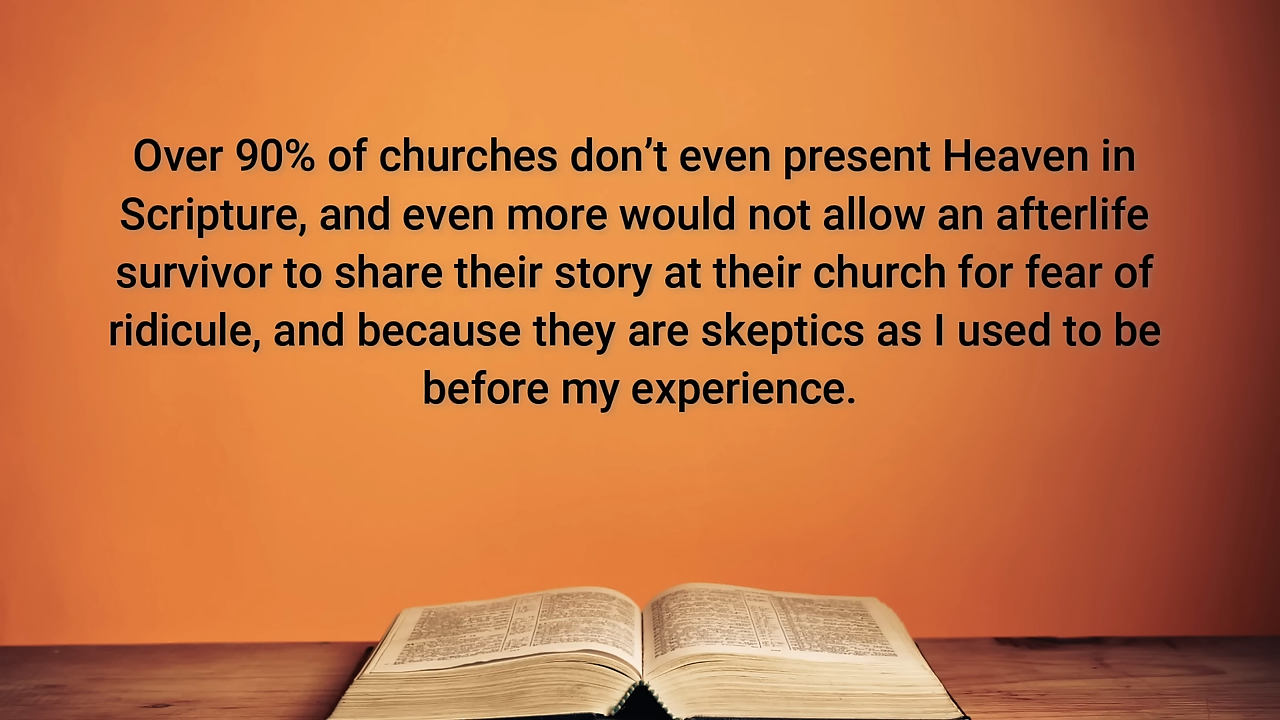 Over 90% of churches don’t even present Heaven in
Scripture, and even more would not allow an afterlife
survivor to share their story at their church for fear of
ridicule, and because they are skeptics as I used to be
before my experience.